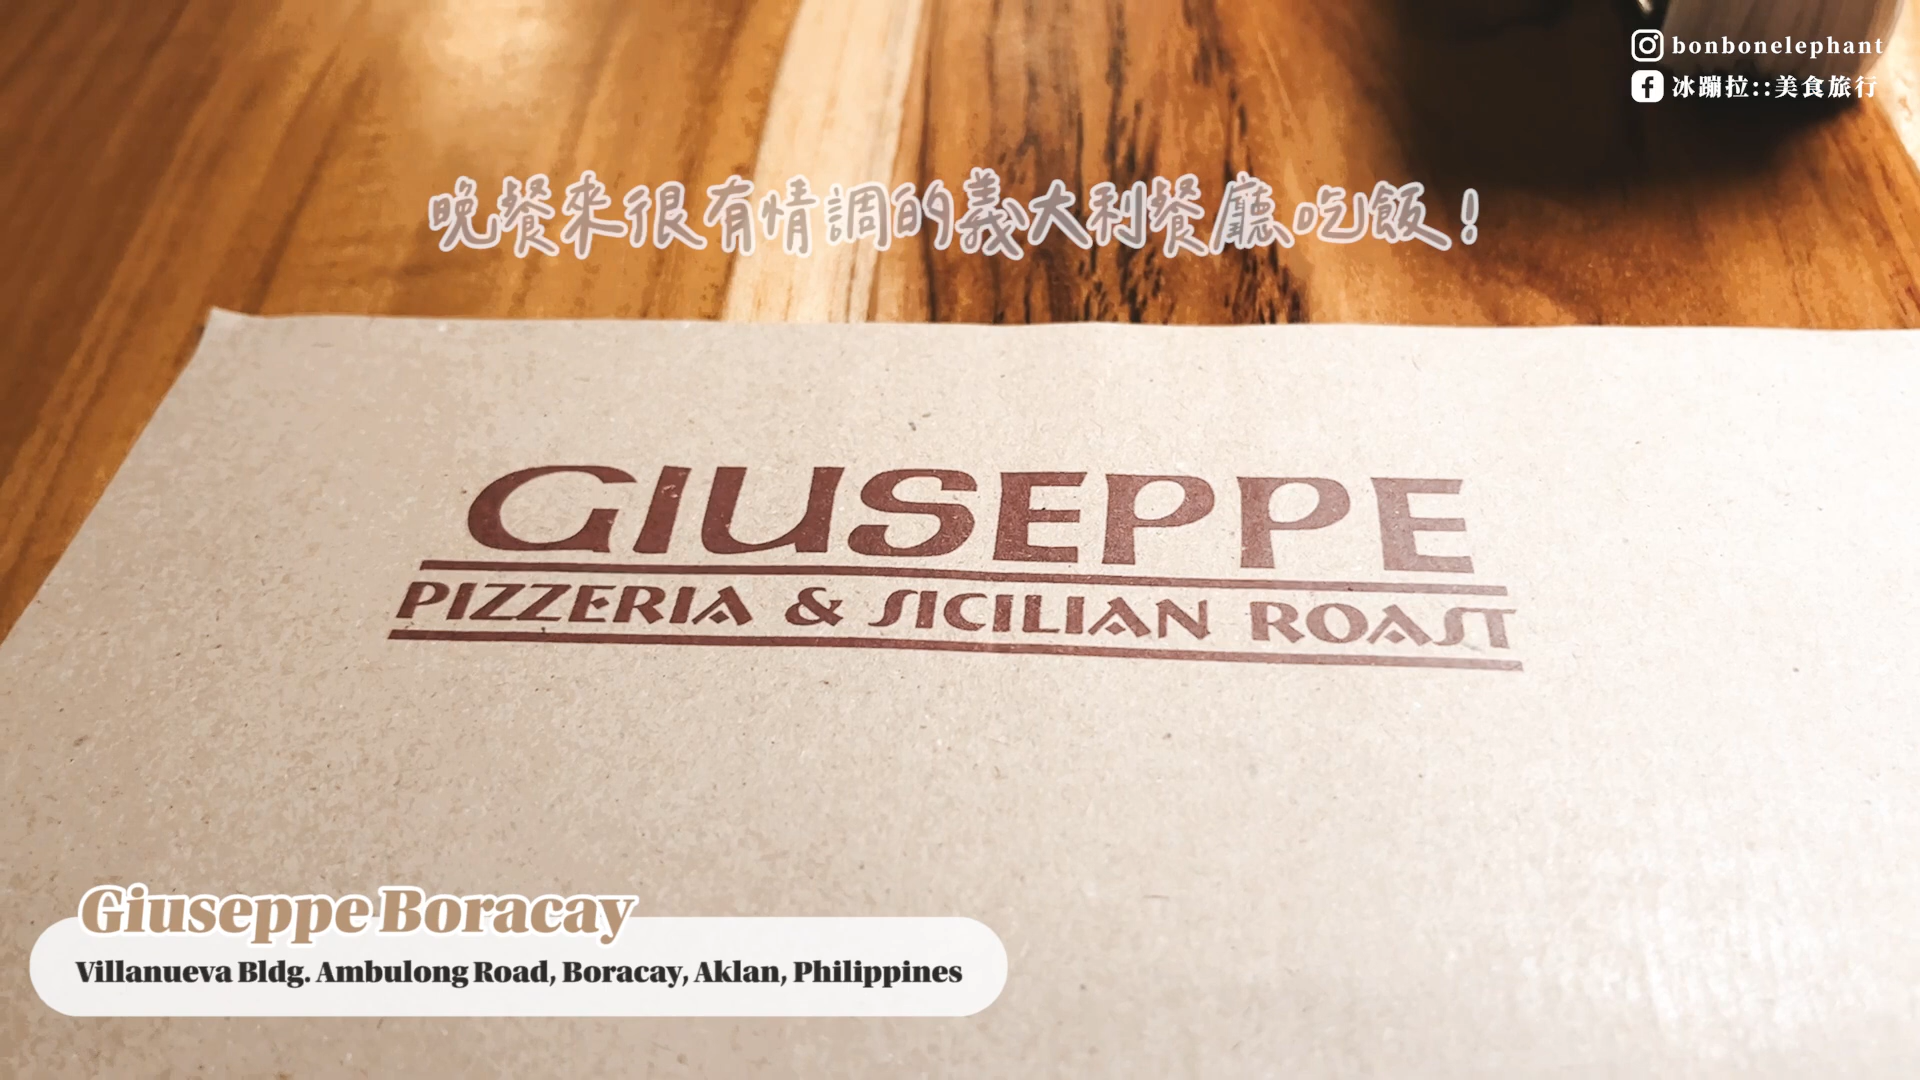 bonbonelephant
冰蹦拉::美食旅行
晚餐來很有情調的義大利餐廳吃飯！
GIUSEPPE
PIZZERIA & SICILIAN ROAST
Giuseppe Boracay
Villanueva Bldg. Ambulong Road, Boracay, Aklan, Philippines